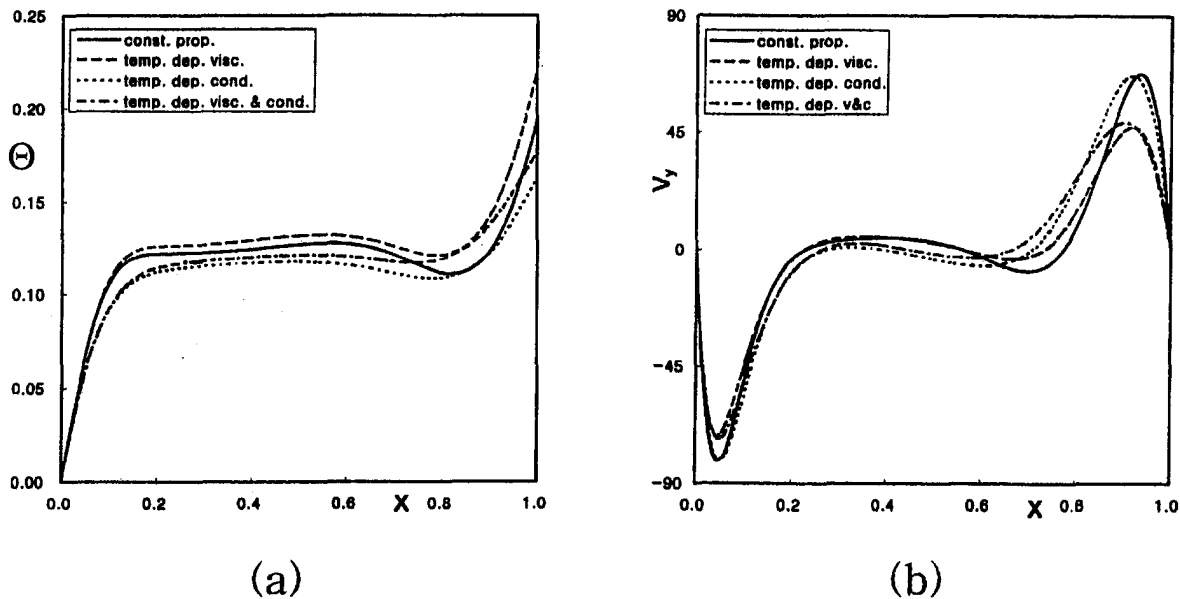 0.25
const. prop.
temp. dep. visc.
temp. dep. cond.
temp. dep. visc. & cond.
0.20
Θ
0.15
0.10
0.05
0.00
0.0
0.2
0.4
0.6
X
0.8
1.0
(a)
90
const. prop.
temp. dep. visc.
temp. dep. cond.
temp. dep. v&c
45
Vy
0
-45
-90
0.0
0.2
0.4
0.6
X
0.8
1.0
(b)